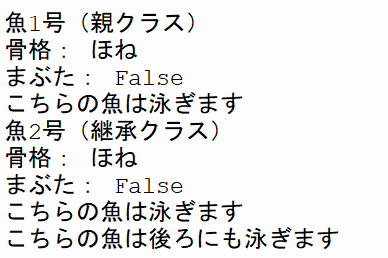 魚1号（親クラス）
骨格： ほね
まぶた： False
こちらの魚は泳ぎます
魚2号（継承クラス）
骨格： ほね
まぶた： False
こちらの魚は泳ぎます
こちらの魚は後ろにも泳ぎます